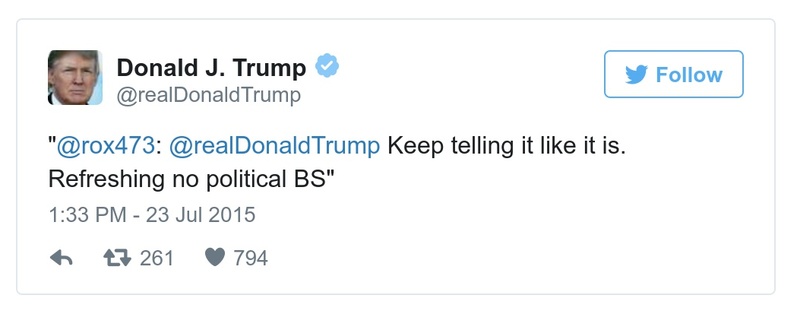 Donald J. Trump
@realDonaldTrump
Follow
"@rox473: @realDonaldTrump Keep telling it like it is.
Refreshing no political BS"
1:33 PM - 23 Jul 2015
261 794